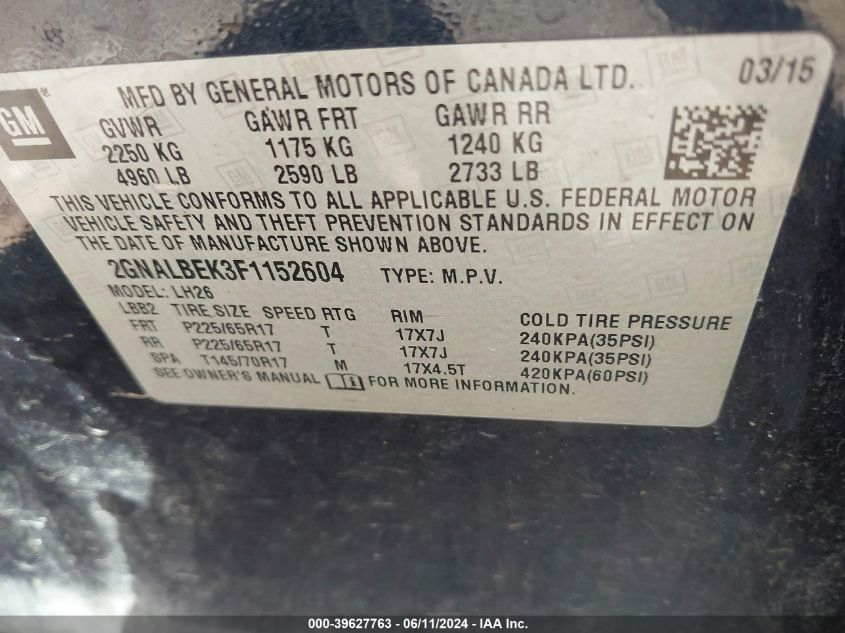 GM ®
MFD BY GENERAL MOTORS OF CANADA LTD. 03/15
GVWR GAWR FRT GAWR RR
2250 KG 1175 KG 1240 KG
4960 LB 2590 LB 2733 LB
THIS VEHICLE CONFORMS TO ALL APPLICABLE U.S. FEDERAL MOTOR
VEHICLE SAFETY AND THEFT PREVENTION STANDARDS IN EFFECT ON
THE DATE OF MANUFACTURE SHOWN ABOVE.
2GNALBEK3F1152604 TYPE: M.P.V.
MODEL: LH26
LBB2 TIRE SIZE SPEED RTG RIM COLD TIRE PRESSURE
FRT P225/65R17 T 17X7J 240KPA(35PSI)
RR P225/65R17 T 17X7J 240KPA(35PSI)
SPA T145/70R17 M 17X4.5T 420KPA(60PSI)
SEE OWNER'S MANUAL FOR MORE INFORMATION.
000-39627763 - 06/11/2024 - IAA Inc.